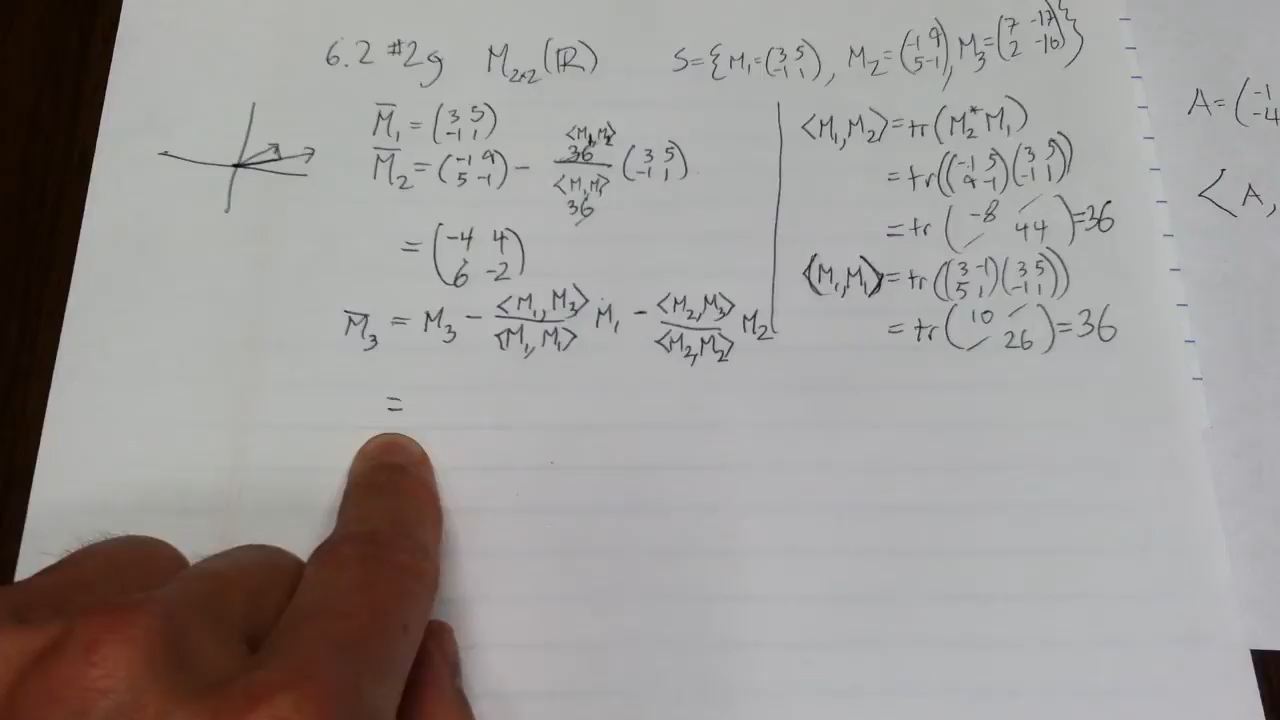 6.2 #2g M₂ₓ₂(ℝ) S={M₁=(3 5; -1 1), M₂=(-1 9; 5 -1), M₃=(7 -17; 2 -16)}
M̄₁ = (3 5; -1 1)
M̄₂ = (-1 9; 5 -1) - <M₁,M₂> 36 / <M₁,M₁> 36 (3 5; -1 1)
= (-4 4; 6 -2)
M̄₃ = M₃ - <M₁,M₃>/<M₁,M₁> M₁ - <M₂,M₃>/<M₂,M₂> M₂
=
<M₁,M₂> = tr(M₂*M₁)
= tr((-1 5; 9 -1)(3 5; -1 1))
= tr(-8 ⟋; ⟋ 44) = 36
<M₁,M₁> = tr((3 -1; 5 1)(3 5; -1 1))
= tr(10 ⟋; ⟋ 26) = 36
A = (-1
-4
<A,